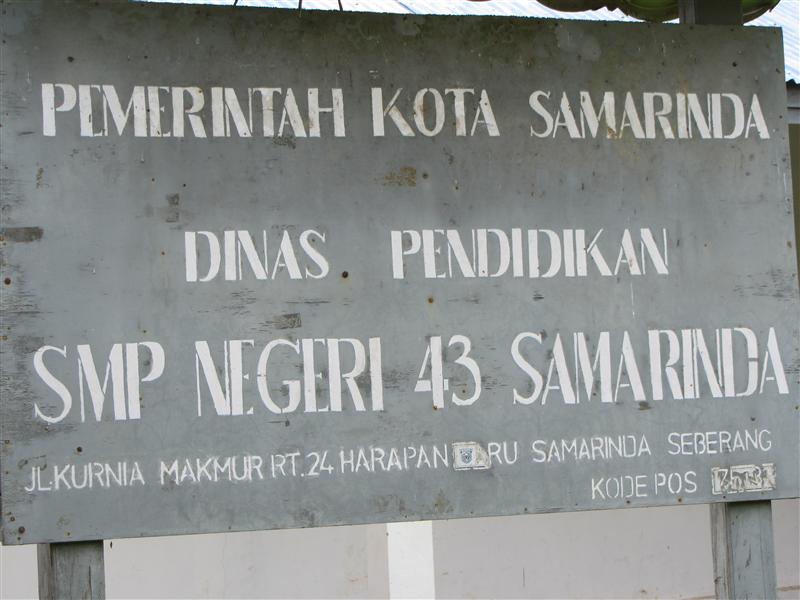 PEMERINTAH KOTA SAMARINDA
DINAS PENDIDIKAN
SMP NEGERI 43 SAMARINDA
JL.KURNIA MAKMUR RT.24 HARAPAN RU SAMARINDA SEBERANG
KODE POS